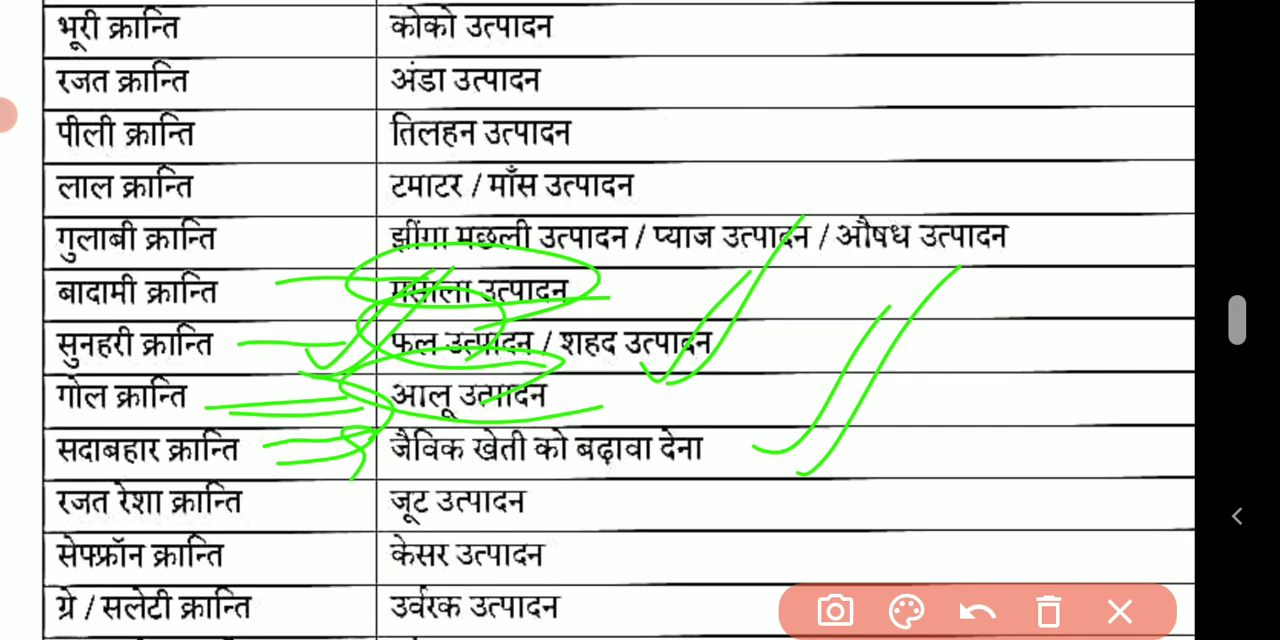 भूरी क्रान्ति कोको उत्पादन
रजत क्रान्ति अंडा उत्पादन
पीली क्रान्ति तिलहन उत्पादन
लाल क्रान्ति टमाटर / माँस उत्पादन
गुलाबी क्रान्ति झींगा मछली उत्पादन / प्याज उत्पादन / औषध उत्पादन
बादामी क्रान्ति मसाला उत्पादन
सुनहरी क्रान्ति फल उत्पादन / शहद उत्पादन
गोल क्रान्ति आलू उत्पादन
सदाबहार क्रान्ति जैविक खेती को बढ़ावा देना
रजत रेशा क्रान्ति जूट उत्पादन
सेफ्फ्रॉन क्रान्ति केसर उत्पादन
ग्रे / सलेटी क्रान्ति उर्वरक उत्पादन